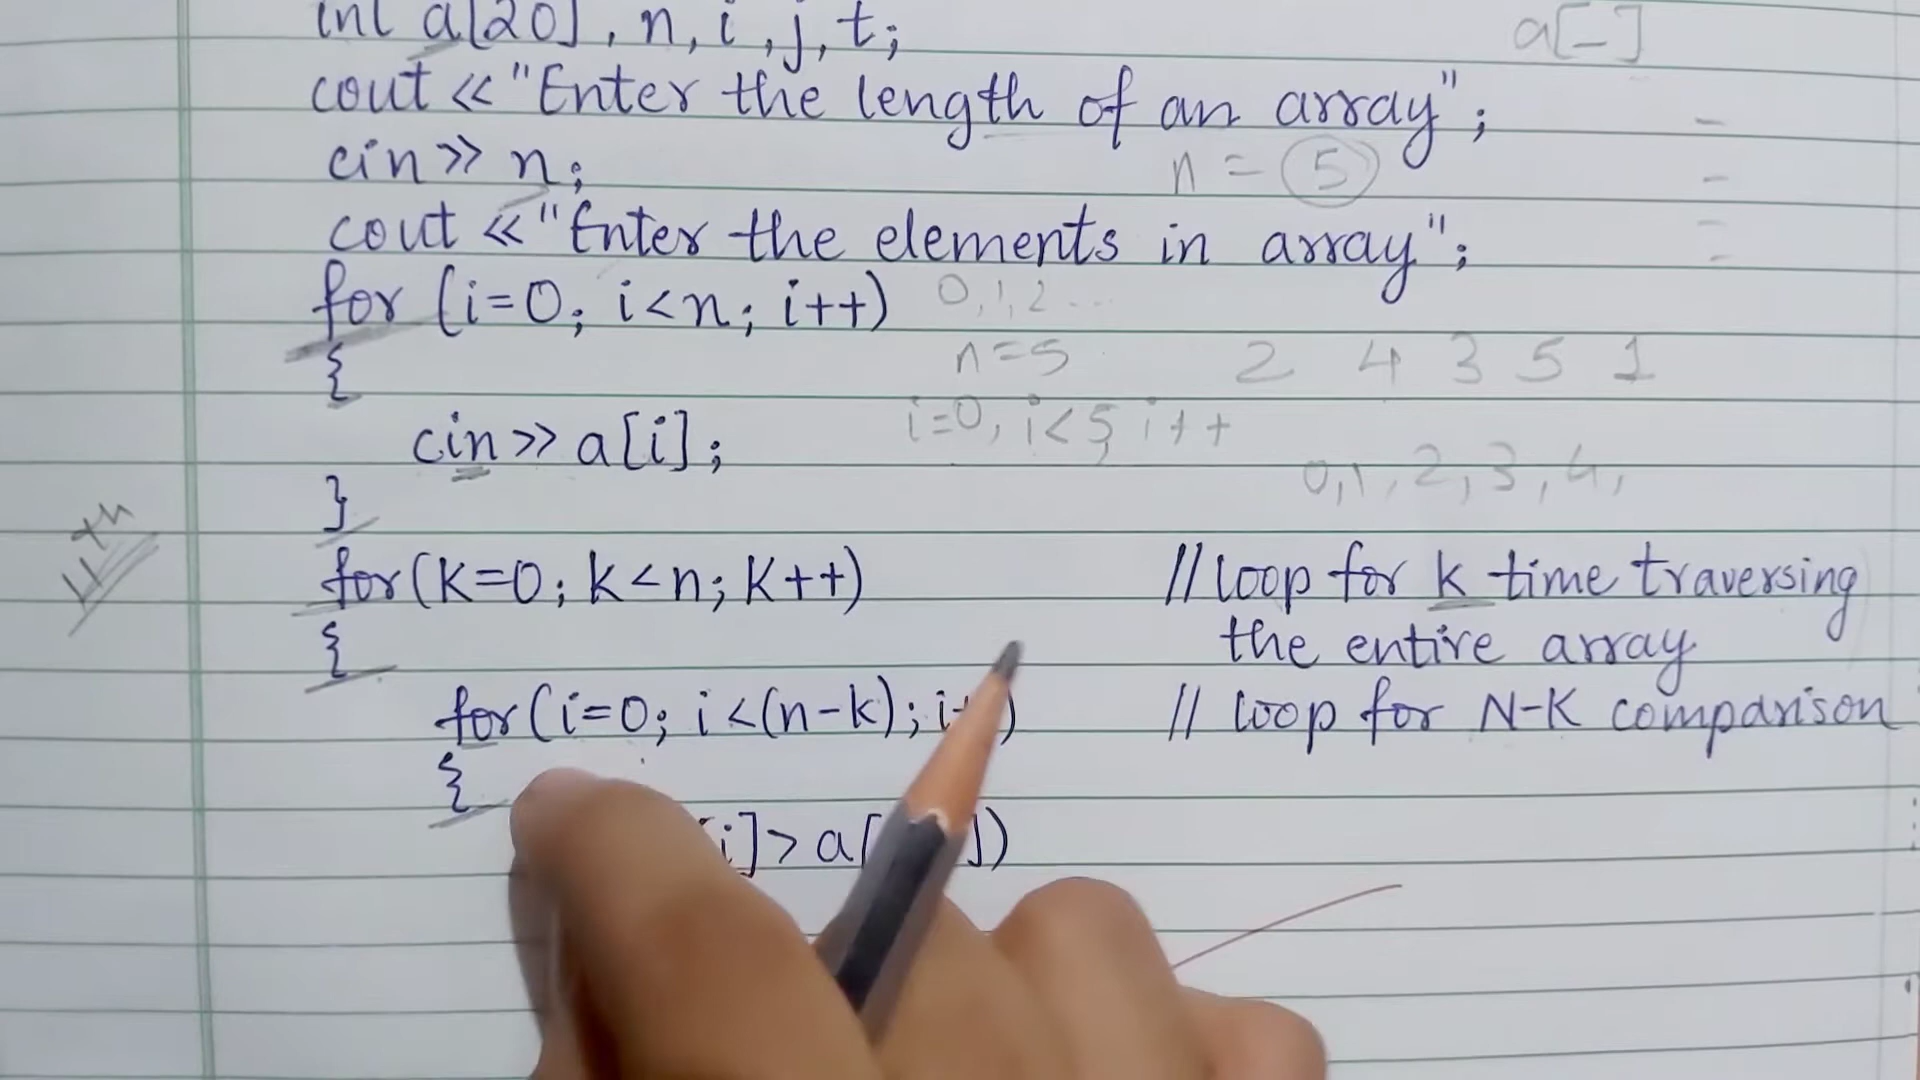 int a[20], n, i, j, t;
a[-]
cout << "Enter the length of an array";
cin >> n;
n = 5
cout << "Enter the elements in array";
for (i=0; i<n; i++)
0,1,2...
{
n=5
2 4 3 5 1
cin >> a[i];
i=0, i<5, i++
0,1,2,3,4,
}
11th
for(K=0; k<n; K++)
// loop for k time traversing
{
the entire array
for(i=0; i<(n-k); i+)
// loop for N-K comparison
{
i]>a[ ])